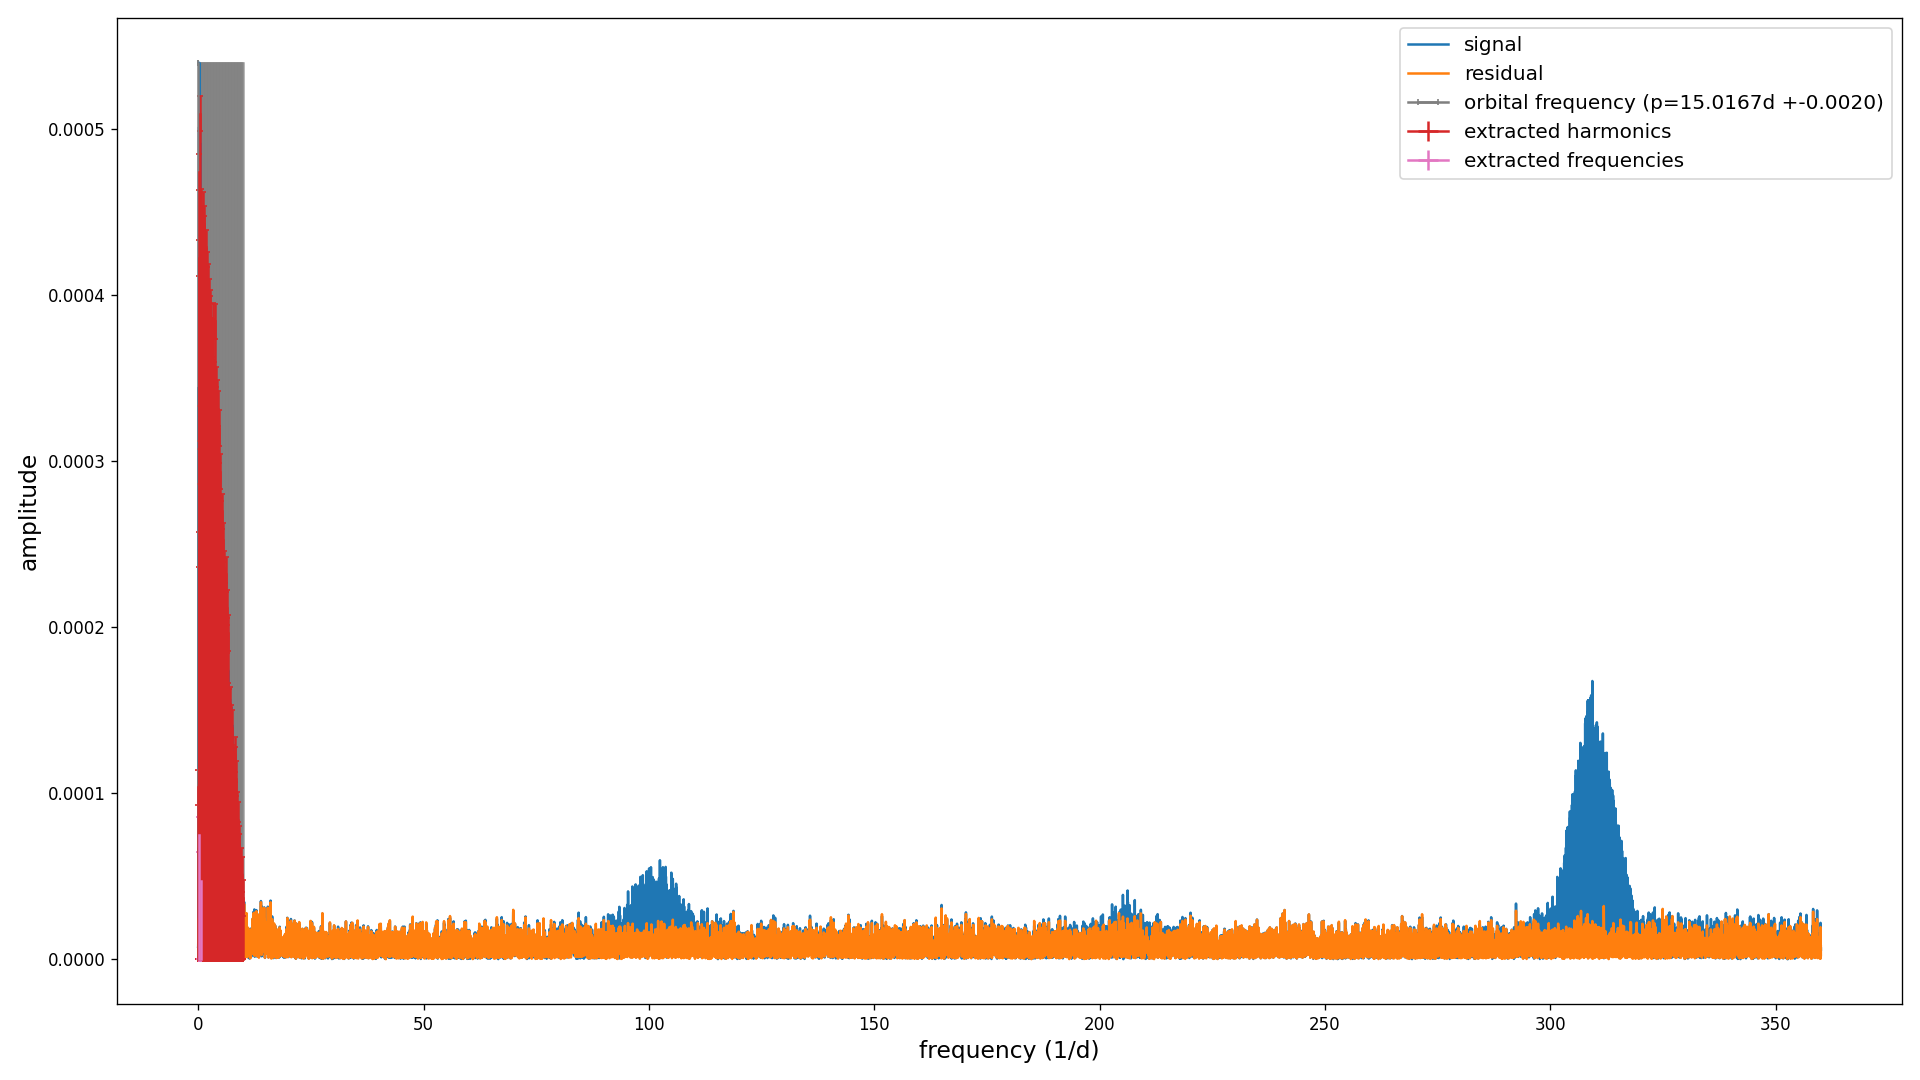 signal
residual
orbital frequency (p=15.0167d +-0.0020)
extracted harmonics
extracted frequencies
amplitude
0.0005
0.0004
0.0003
0.0002
0.0001
0.0000
0 50 100 150 200 250 300 350
frequency (1/d)